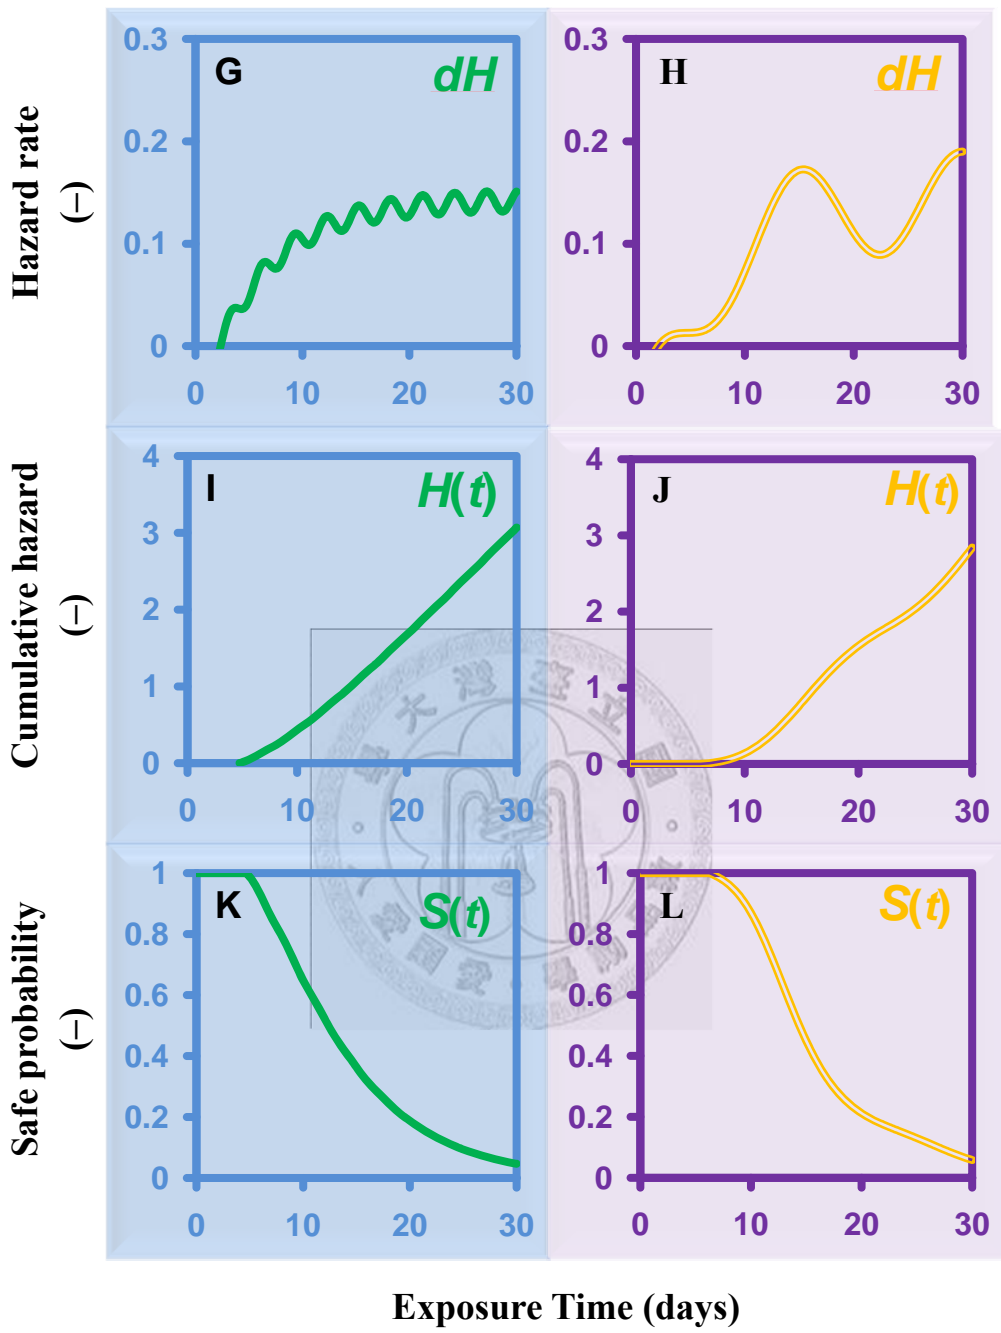 Hazard rate
(–)
0.3
0.2
0.1
0
G
dH
0 10 20 30
0.3
0.2
0.1
0
H
dH
0 10 20 30
Cumulative hazard
(–)
4
3
2
1
0
I
H(t)
0 10 20 30
4
3
2
1
0
J
H(t)
0 10 20 30
Safe probability
(–)
1
0.8
0.6
0.4
0.2
0
K
S(t)
0 10 20 30
1
0.8
0.6
0.4
0.2
0
L
S(t)
0 10 20 30
Exposure Time (days)